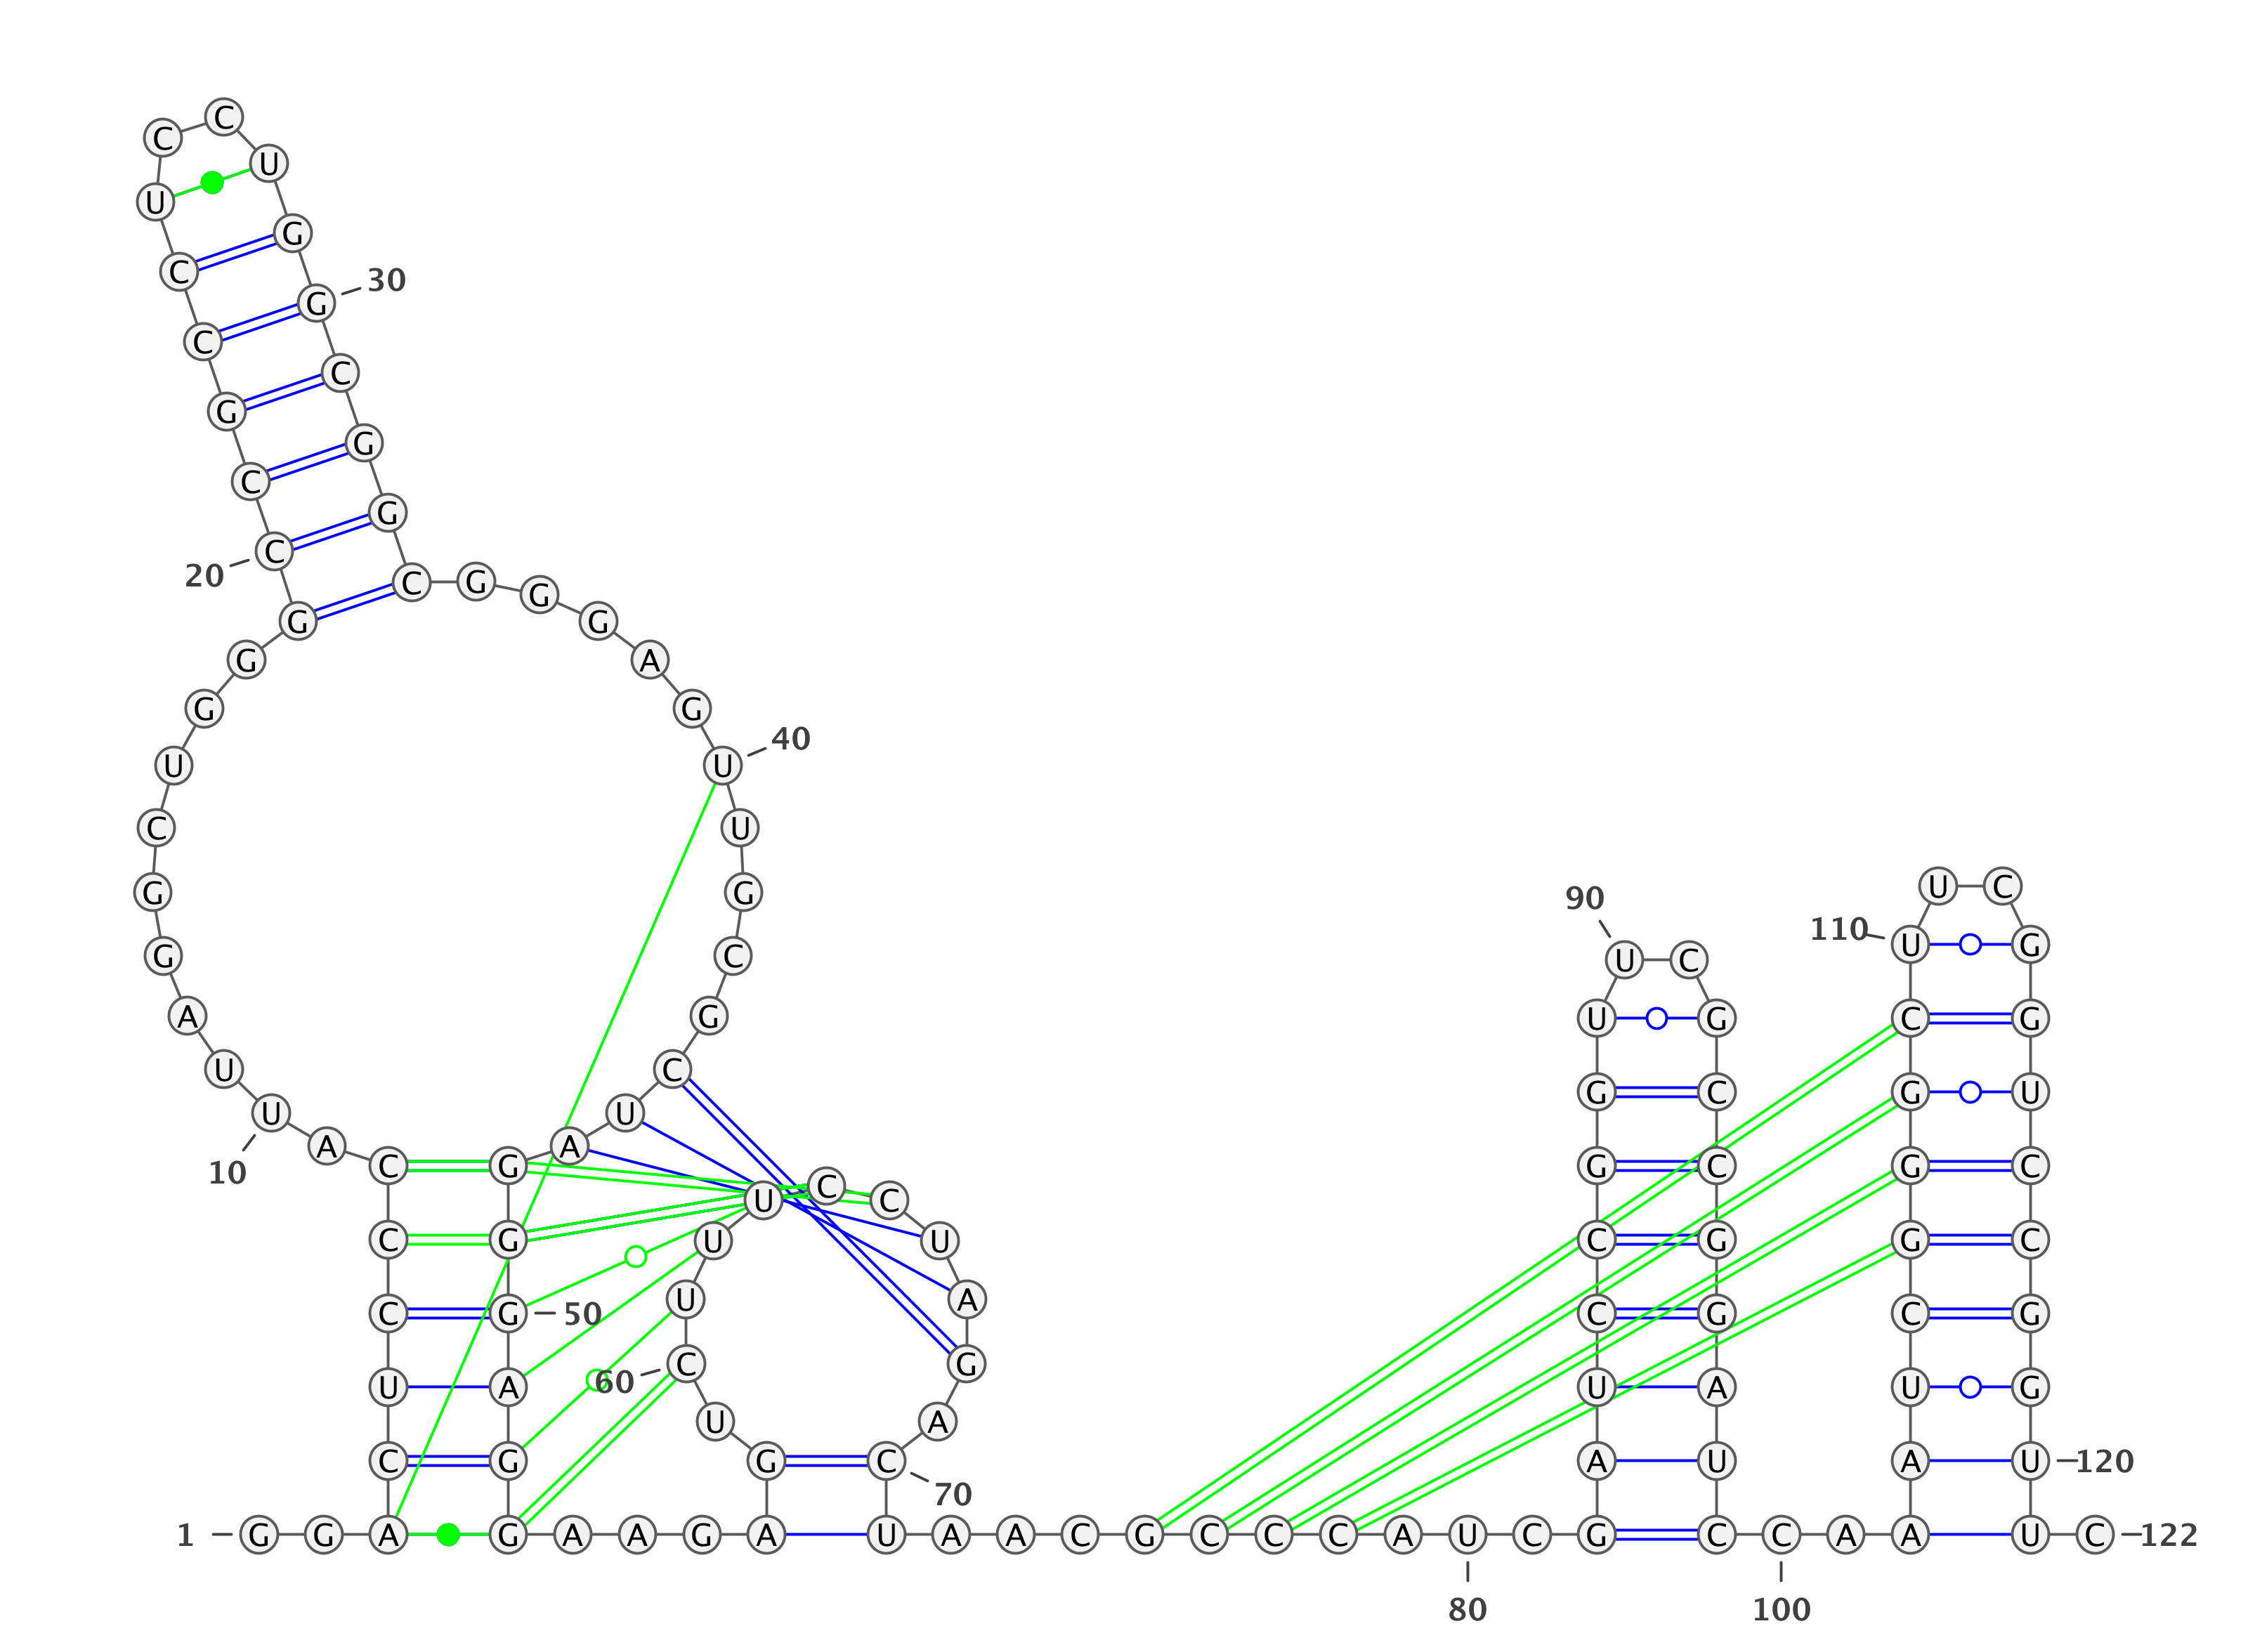 C
C
U
U
G
C
30
G
C
C
G
G
C
G
C
20
C G G
G G
G A
G G
40
U U
C U
U C
G G
90
110
U G
G C U C
A G U G C G
U C
G C G U
U U
A A
C G G C G C
10
C
U C
C G U U C G G C
U A
C G 50 C G C G
C G
60
U A U A U G
U A
C G G C A U A U 120
70
1 G G A G A A G A U A A C G C C C A U C G C C A A U C 122
80 100